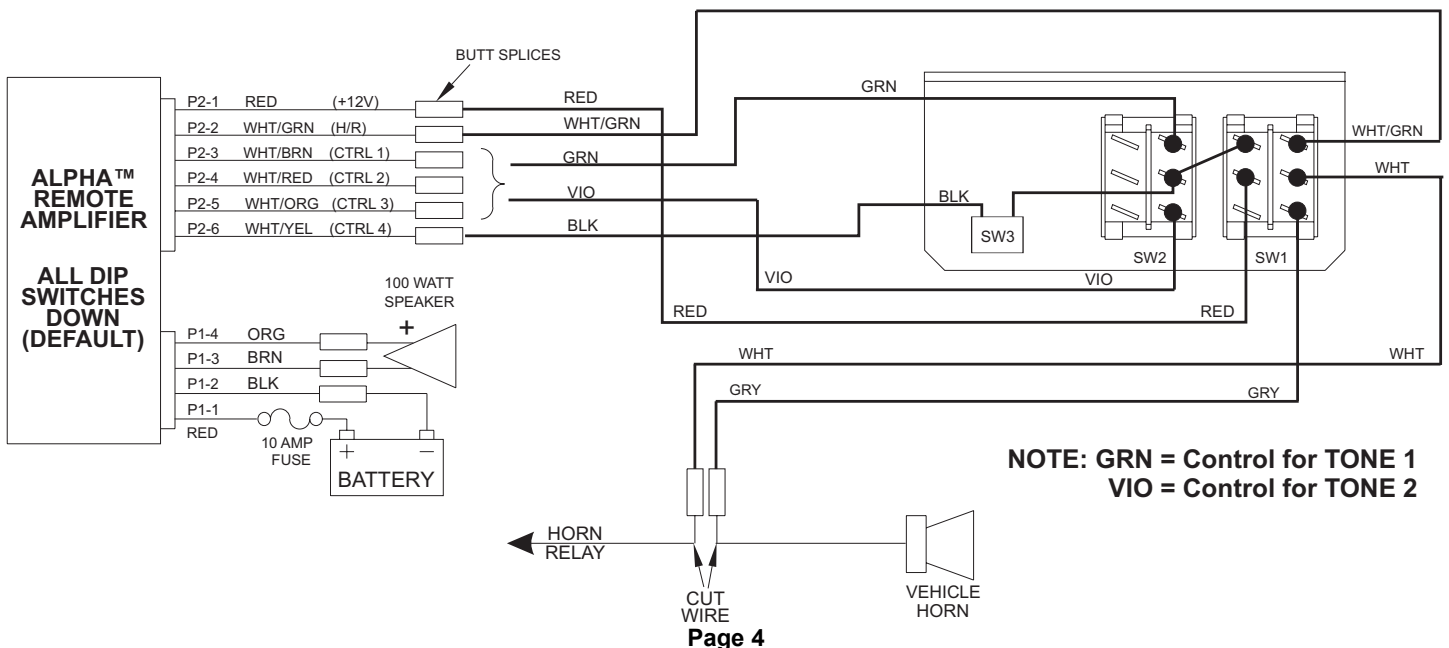 BUTT SPLICES
ALPHA™
REMOTE
AMPLIFIER
ALL DIP
SWITCHES
DOWN
(DEFAULT)
P2-1 RED (+12V)
P2-2 WHT/GRN (H/R)
P2-3 WHT/BRN (CTRL 1)
P2-4 WHT/RED (CTRL 2)
P2-5 WHT/ORG (CTRL 3)
P2-6 WHT/YEL (CTRL 4)
RED
WHT/GRN
GRN
VIO
BLK
GRN
WHT/GRN
WHT
BLK
SW3
SW2
SW1
VIO
VIO
RED
RED
100 WATT
SPEAKER
+
P1-4 ORG
P1-3 BRN
P1-2 BLK
P1-1
RED
10 AMP
FUSE
+ –
BATTERY
WHT
WHT
GRY
GRY
NOTE: GRN = Control for TONE 1
VIO = Control for TONE 2
HORN
RELAY
CUT
WIRE
VEHICLE
HORN
Page 4